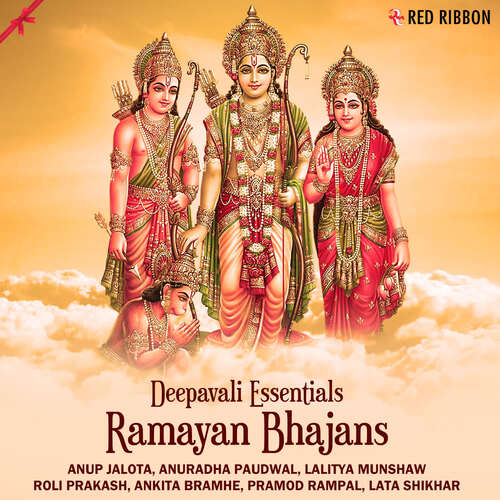 RED RIBBON
Deepavali Essentials
Ramayan Bhajans
ANUP JALOTA, ANURADHA PAUDWAL, LALITYA MUNSHAW
ROLI PRAKASH, ANKITA BRAMHE, PRAMOD RAMPAL, LATA SHIKHAR